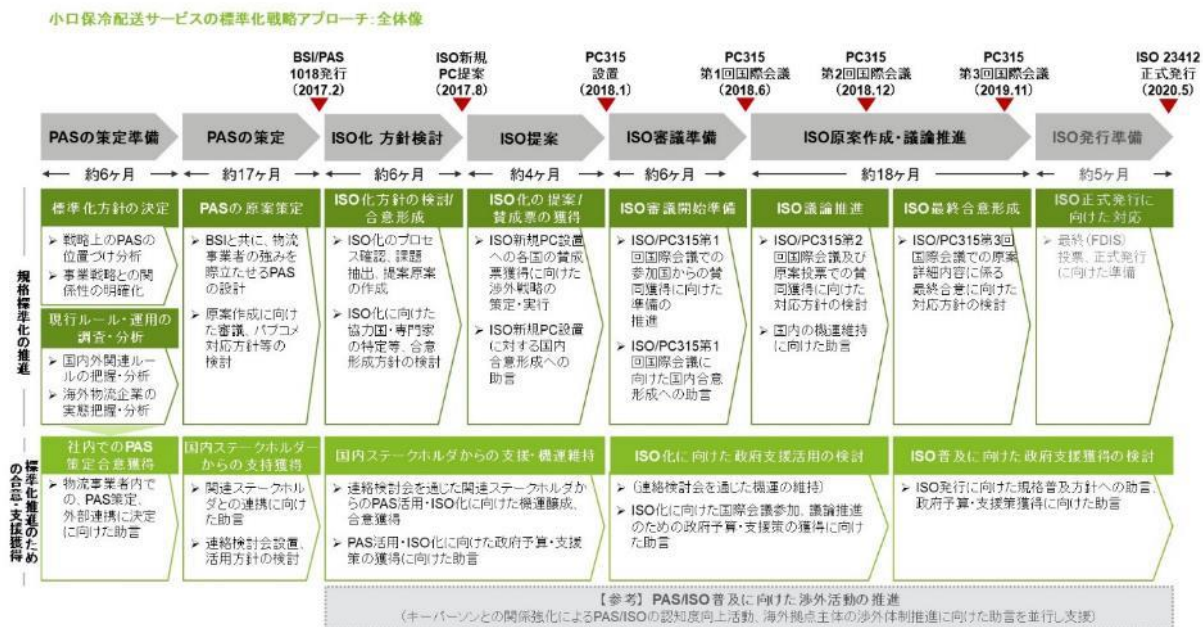 小口保冷配送サービスの標準化戦略アプローチ:全体像
BSI/PAS
1018発行
(2017.2)
ISO新規
PC提案
(2017.8)
PC315
設置
(2018.1)
PC315
第1回国際会議
(2018.6)
PC315
第2回国際会議
(2018.12)
PC315
第3回国際会議
(2019.11)
ISO 23412
正式発行
(2020.5)
PASの策定準備
PASの策定
ISO化 方針検討
ISO提案
ISO審議準備
ISO原案作成・議論推進
ISO発行準備
約6ヶ月
約17ヶ月
約6ヶ月
約4ヶ月
約6ヶ月
約18ヶ月
約5ヶ月
規格標準化の推進
標準化方針の決定
➢ 戦略上のPASの
位置づけ分析
➢ 事業戦略との関
係性の明確化
現行ルール・運用の
調査・分析
➢ 国内外関連ルー
ルの把握・分析
➢ 海外物流企業の
実態把握・分析
PASの原案策定
➢ BSIと共に、物流
事業者の強みを
際立たせるPAS
の設計
➢ 原案作成に向け
た審議、パブコメ
対応方針等の
検討
ISO化方針の検討/
合意形成
➢ ISO化のプロセ
ス確認、課題
抽出、提案原案
の作成
➢ ISO化に向けた
協力国・専門家
の特定等、合意
形成方針の検討
ISO化の提案/
賛成票の獲得
➢ ISO新規PC設置
への各国の賛成
票獲得に向けた
渉外戦略の
策定・実行
➢ ISO新規PC設置
に対する国内
合意形成への
助言
ISO審議開始準備
➢ ISO/PC315第1
回国際会議での
参加国からの賛
同獲得に向けた
準備の
推進
➢ ISO/PC315第1
回国際会議に
向けた国内合意
形成への助言
ISO議論推進
➢ ISO/PC315第2
回国際会議及び
原案投票での賛
同獲得に向けた
対応方針の検討
➢ 国内の機運維持
に向けた助言
ISO最終合意形成
➢ ISO/PC315第3回
国際会議での原案
詳細内容に係る
最終合意に向けた
対応方針の検討
ISO正式発行に
向けた対応
➢ 最終(FDIS)
投票、正式発行
に向けた準備
標準化推進のため
の合意・支援獲得
社内でのPAS
策定合意獲得
➢ 物流事業者内で
の、PAS策定、
外部連携に決定
に向けた助言
国内ステークホルダー
からの支持獲得
➢ 関連ステークホル
ダとの連携に向け
た助言
➢ 連絡検討会設置、
活用方針の検討
国内ステークホルダからの支援・機運維持
➢ 連絡検討会を通じた関連ステークホルダか
らのPAS活用・ISO化に向けた機運醸成、
合意獲得
➢ PAS活用・ISO化に向けた政府予算・支援
策の獲得に向けた助言
ISO化に向けた政府支援活用の検討
➢ (連絡検討会を通じた機運の維持)
➢ ISO化に向けた国際会議参加、議論推進
のための政府予算・支援策の獲得に向け
た助言
ISO普及に向けた政府支援獲得の検討
➢ ISO発行に向けた規格普及方針への助言、
政府予算・支援策獲得に向けた助言
【参考】 PAS/ISO普及に向けた渉外活動の推進
(キーパーソンとの関係強化によるPAS/ISOの認知度向上活動、海外拠点主体の渉外体制推進に向けた助言を並行し支援)